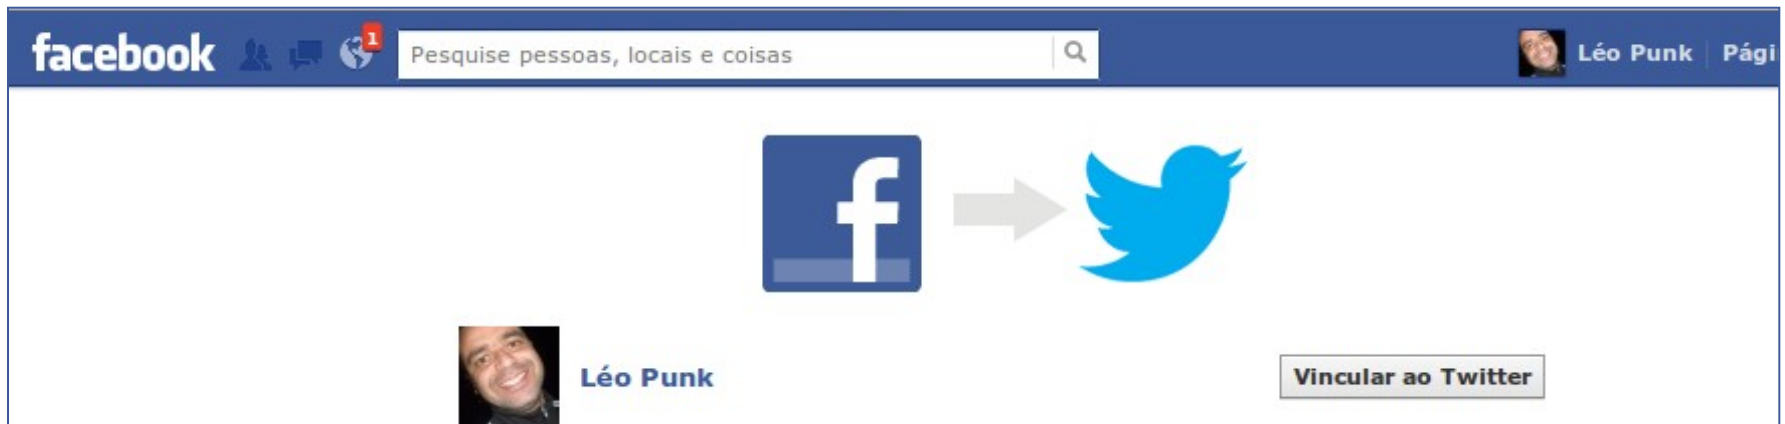 facebook 1 Pesquise pessoas, locais e coisas Léo Punk Pági
f
Léo Punk Vincular ao Twitter